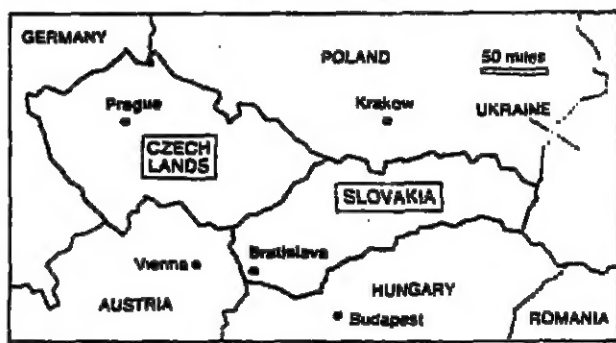 GERMANY
POLAND
50 miles
Prague
Krakow
UKRAINE
CZECH
LANDS
SLOVAKIA
Vienna
Bratislava
AUSTRIA
HUNGARY
Budapest
ROMANIA